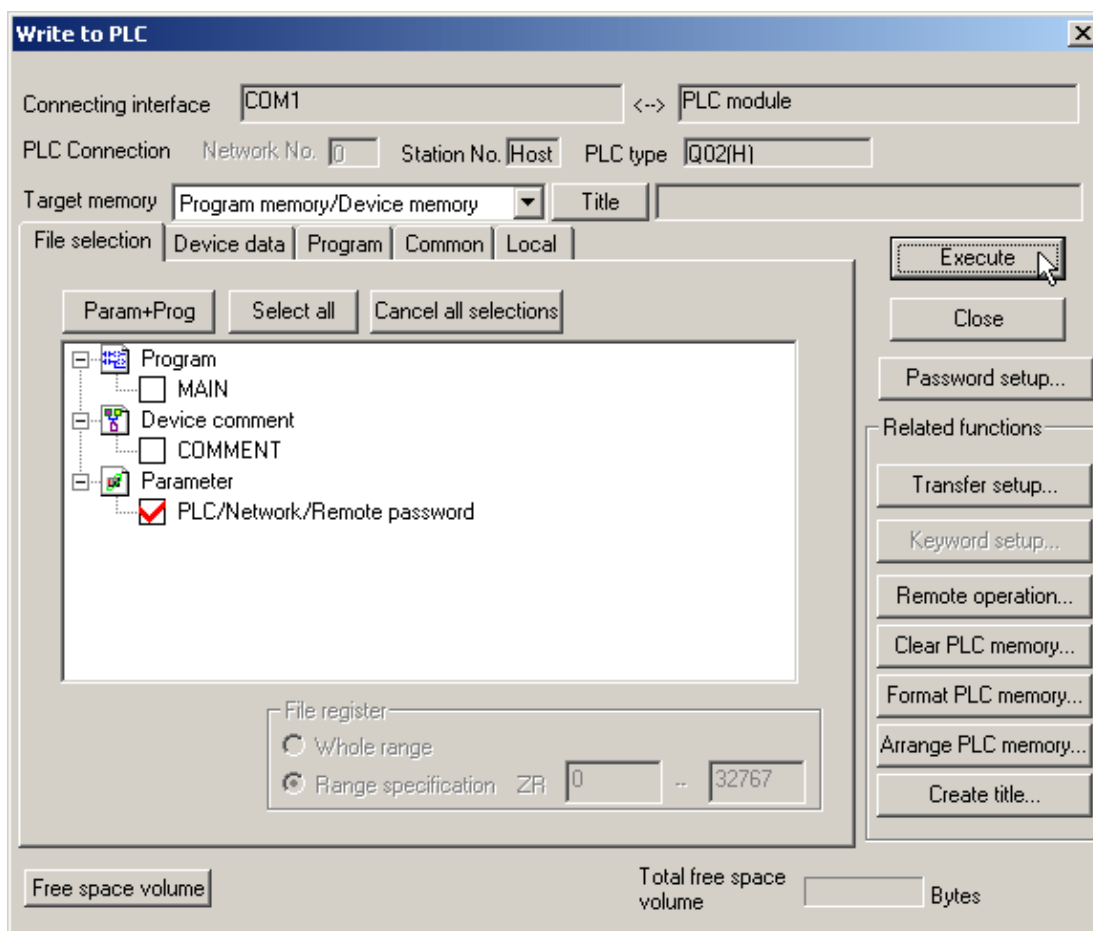 Write to PLC
Connecting interface COM1 <--> PLC module
PLC Connection Network No. 0 Station No. Host PLC type Q02(H)
Target memory Program memory/Device memory Title
File selection Device data Program Common Local
Execute
Param+Prog Select all Cancel all selections
Close
Program
MAIN
Password setup...
Device comment
Related functions
COMMENT
Parameter
Transfer setup...
PLC/Network/Remote password
Keyword setup...
Remote operation...
Clear PLC memory...
Format PLC memory...
File register
Whole range
Arrange PLC memory...
Range specification ZR 0 -- 32767
Create title...
Free space volume
Total free space
volume
Bytes